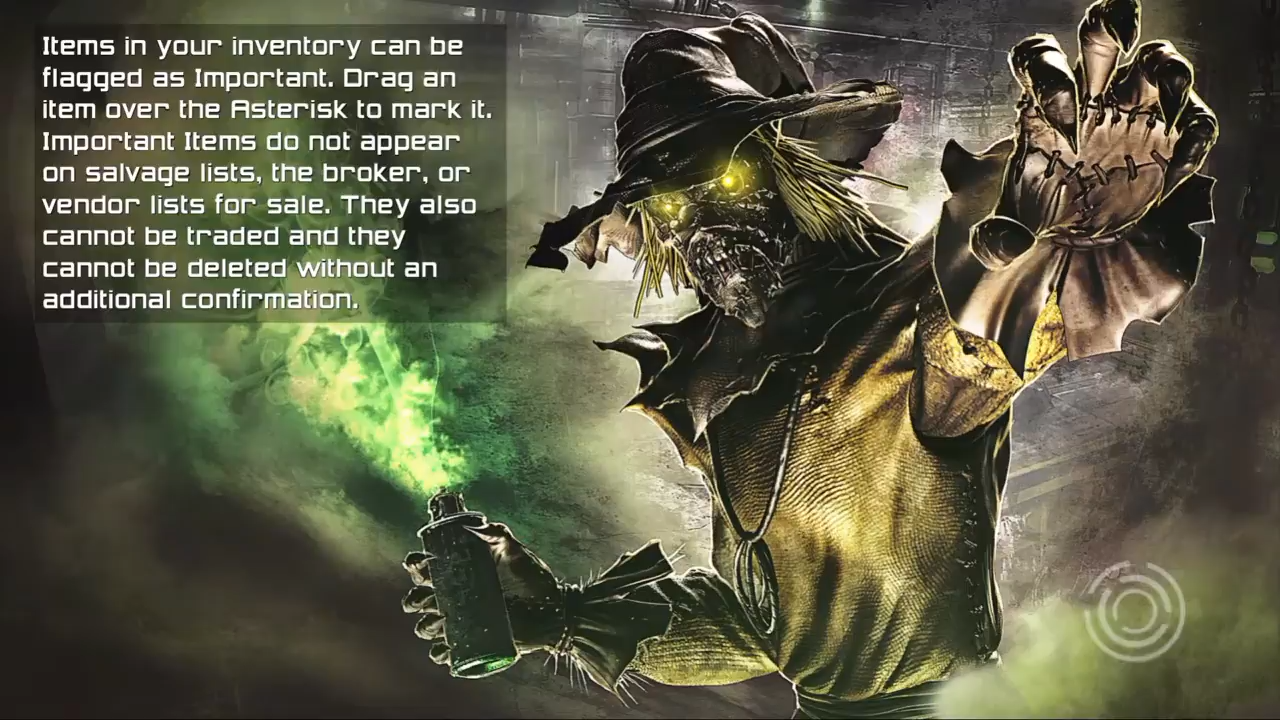 Items in your inventory can be
flagged as Important. Drag an
item over the Asterisk to mark it.
Important Items do not appear
on salvage lists, the broker, or
vendor lists for sale. They also
cannot be traded and they
cannot be deleted without an
additional confirmation.